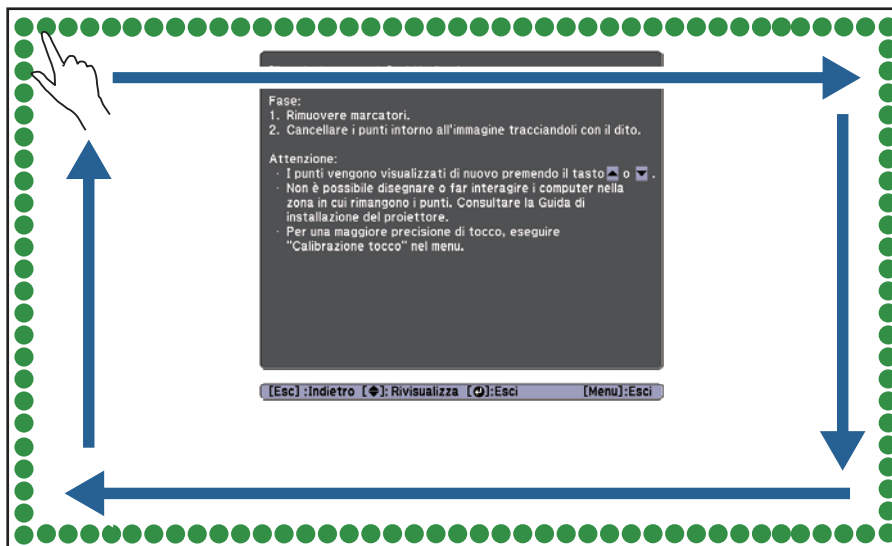 Fase:
1. Rimuovere marcatori.
2. Cancellare i punti intorno all'immagine tracciandoli con il dito.
Attenzione:
· I punti vengono visualizzati di nuovo premendo il tasto ▲ o ▼ .
· Non è possibile disegnare o far interagire i computer nella
zona in cui rimangono i punti. Consultare la Guida di
installazione del proiettore.
· Per una maggiore precisione di tocco, eseguire
"Calibrazione tocco" nel menu.
[Esc] :Indietro [◆]: Rivisualizza [↵]:Esci [Menu]:Esci